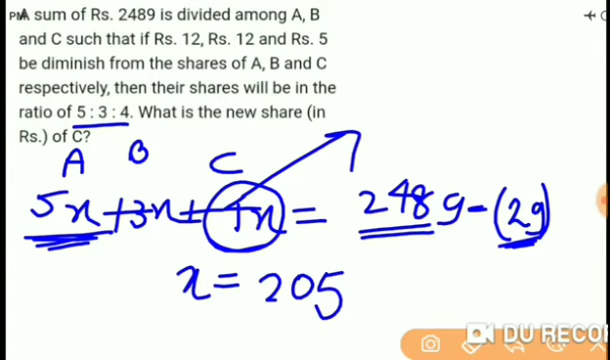 PM A sum of Rs. 2489 is divided among A, B
and C such that if Rs. 12, Rs. 12 and Rs. 5
be diminish from the shares of A, B and C
respectively, then their shares will be in the
ratio of 5 : 3 : 4. What is the new share (in
Rs.) of C?
A B C
5x+3x+4x = 2489-(29)
x = 205
DU RECO